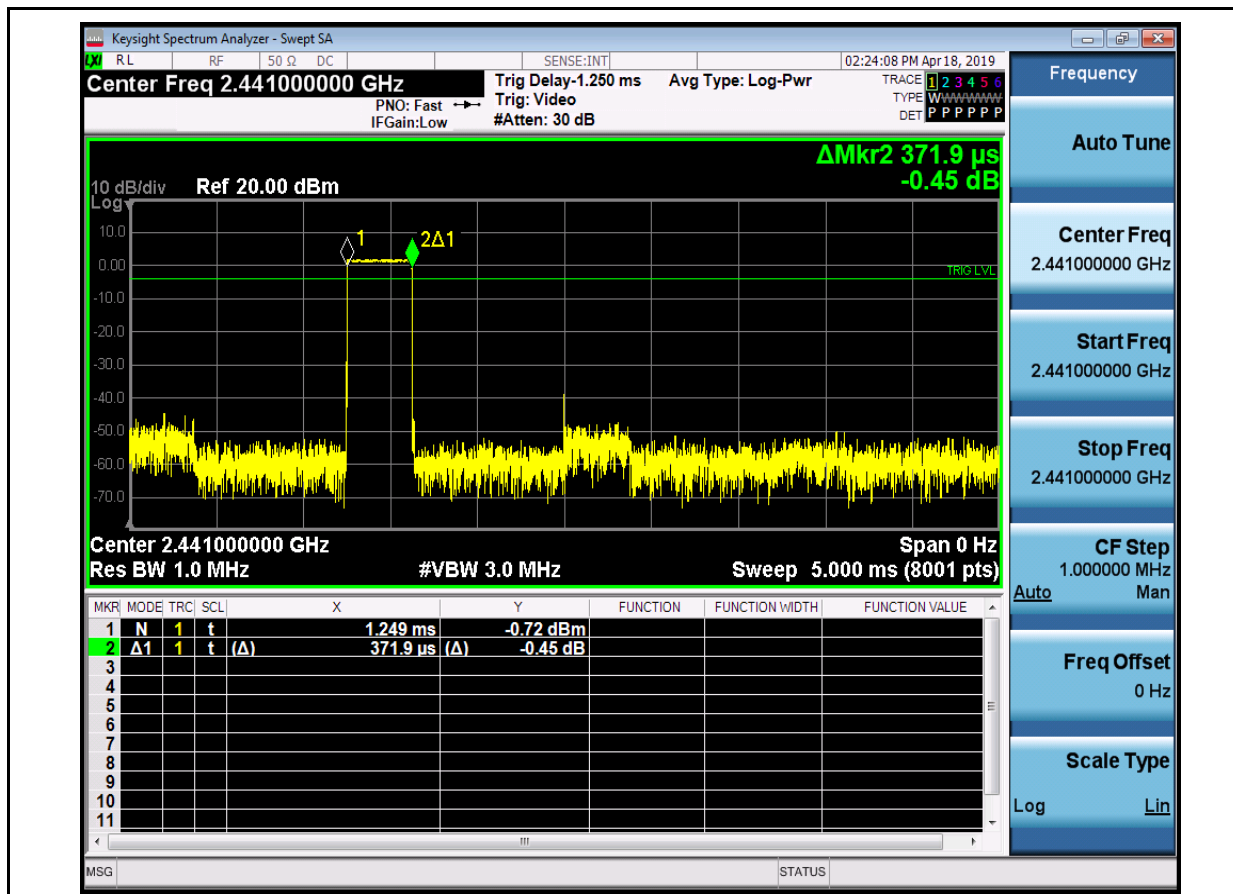 Keysight Spectrum Analyzer - Swept SA
LXI RL RF 50 Ω DC SENSE:INT 02:24:08 PM Apr 18, 2019
Center Freq 2.441000000 GHz
PNO: Fast
IFGain:Low
Trig Delay-1.250 ms
Trig: Video
#Atten: 30 dB
Avg Type: Log-Pwr
TRACE 1 2 3 4 5 6
TYPE WWWWWW
DET P P P P P P
ΔMkr2 371.9 µs
-0.45 dB
10 dB/div Ref 20.00 dBm
Log
10.0
0.00
-10.0
-20.0
-30.0
-40.0
-50.0
-60.0
-70.0
1
2Δ1
TRIG LVL
Center 2.441000000 GHz Span 0 Hz
Res BW 1.0 MHz #VBW 3.0 MHz Sweep 5.000 ms (8001 pts)
MKR MODE TRC SCL X Y FUNCTION FUNCTION WIDTH FUNCTION VALUE
1 N 1 t 1.249 ms -0.72 dBm
2 Δ1 1 t (Δ) 371.9 µs (Δ) -0.45 dB
3
4
5
6
7
8
9
10
11
MSG STATUS
Frequency
Auto Tune
Center Freq
2.441000000 GHz
Start Freq
2.441000000 GHz
Stop Freq
2.441000000 GHz
CF Step
1.000000 MHz
Auto Man
Freq Offset
0 Hz
Scale Type
Log Lin